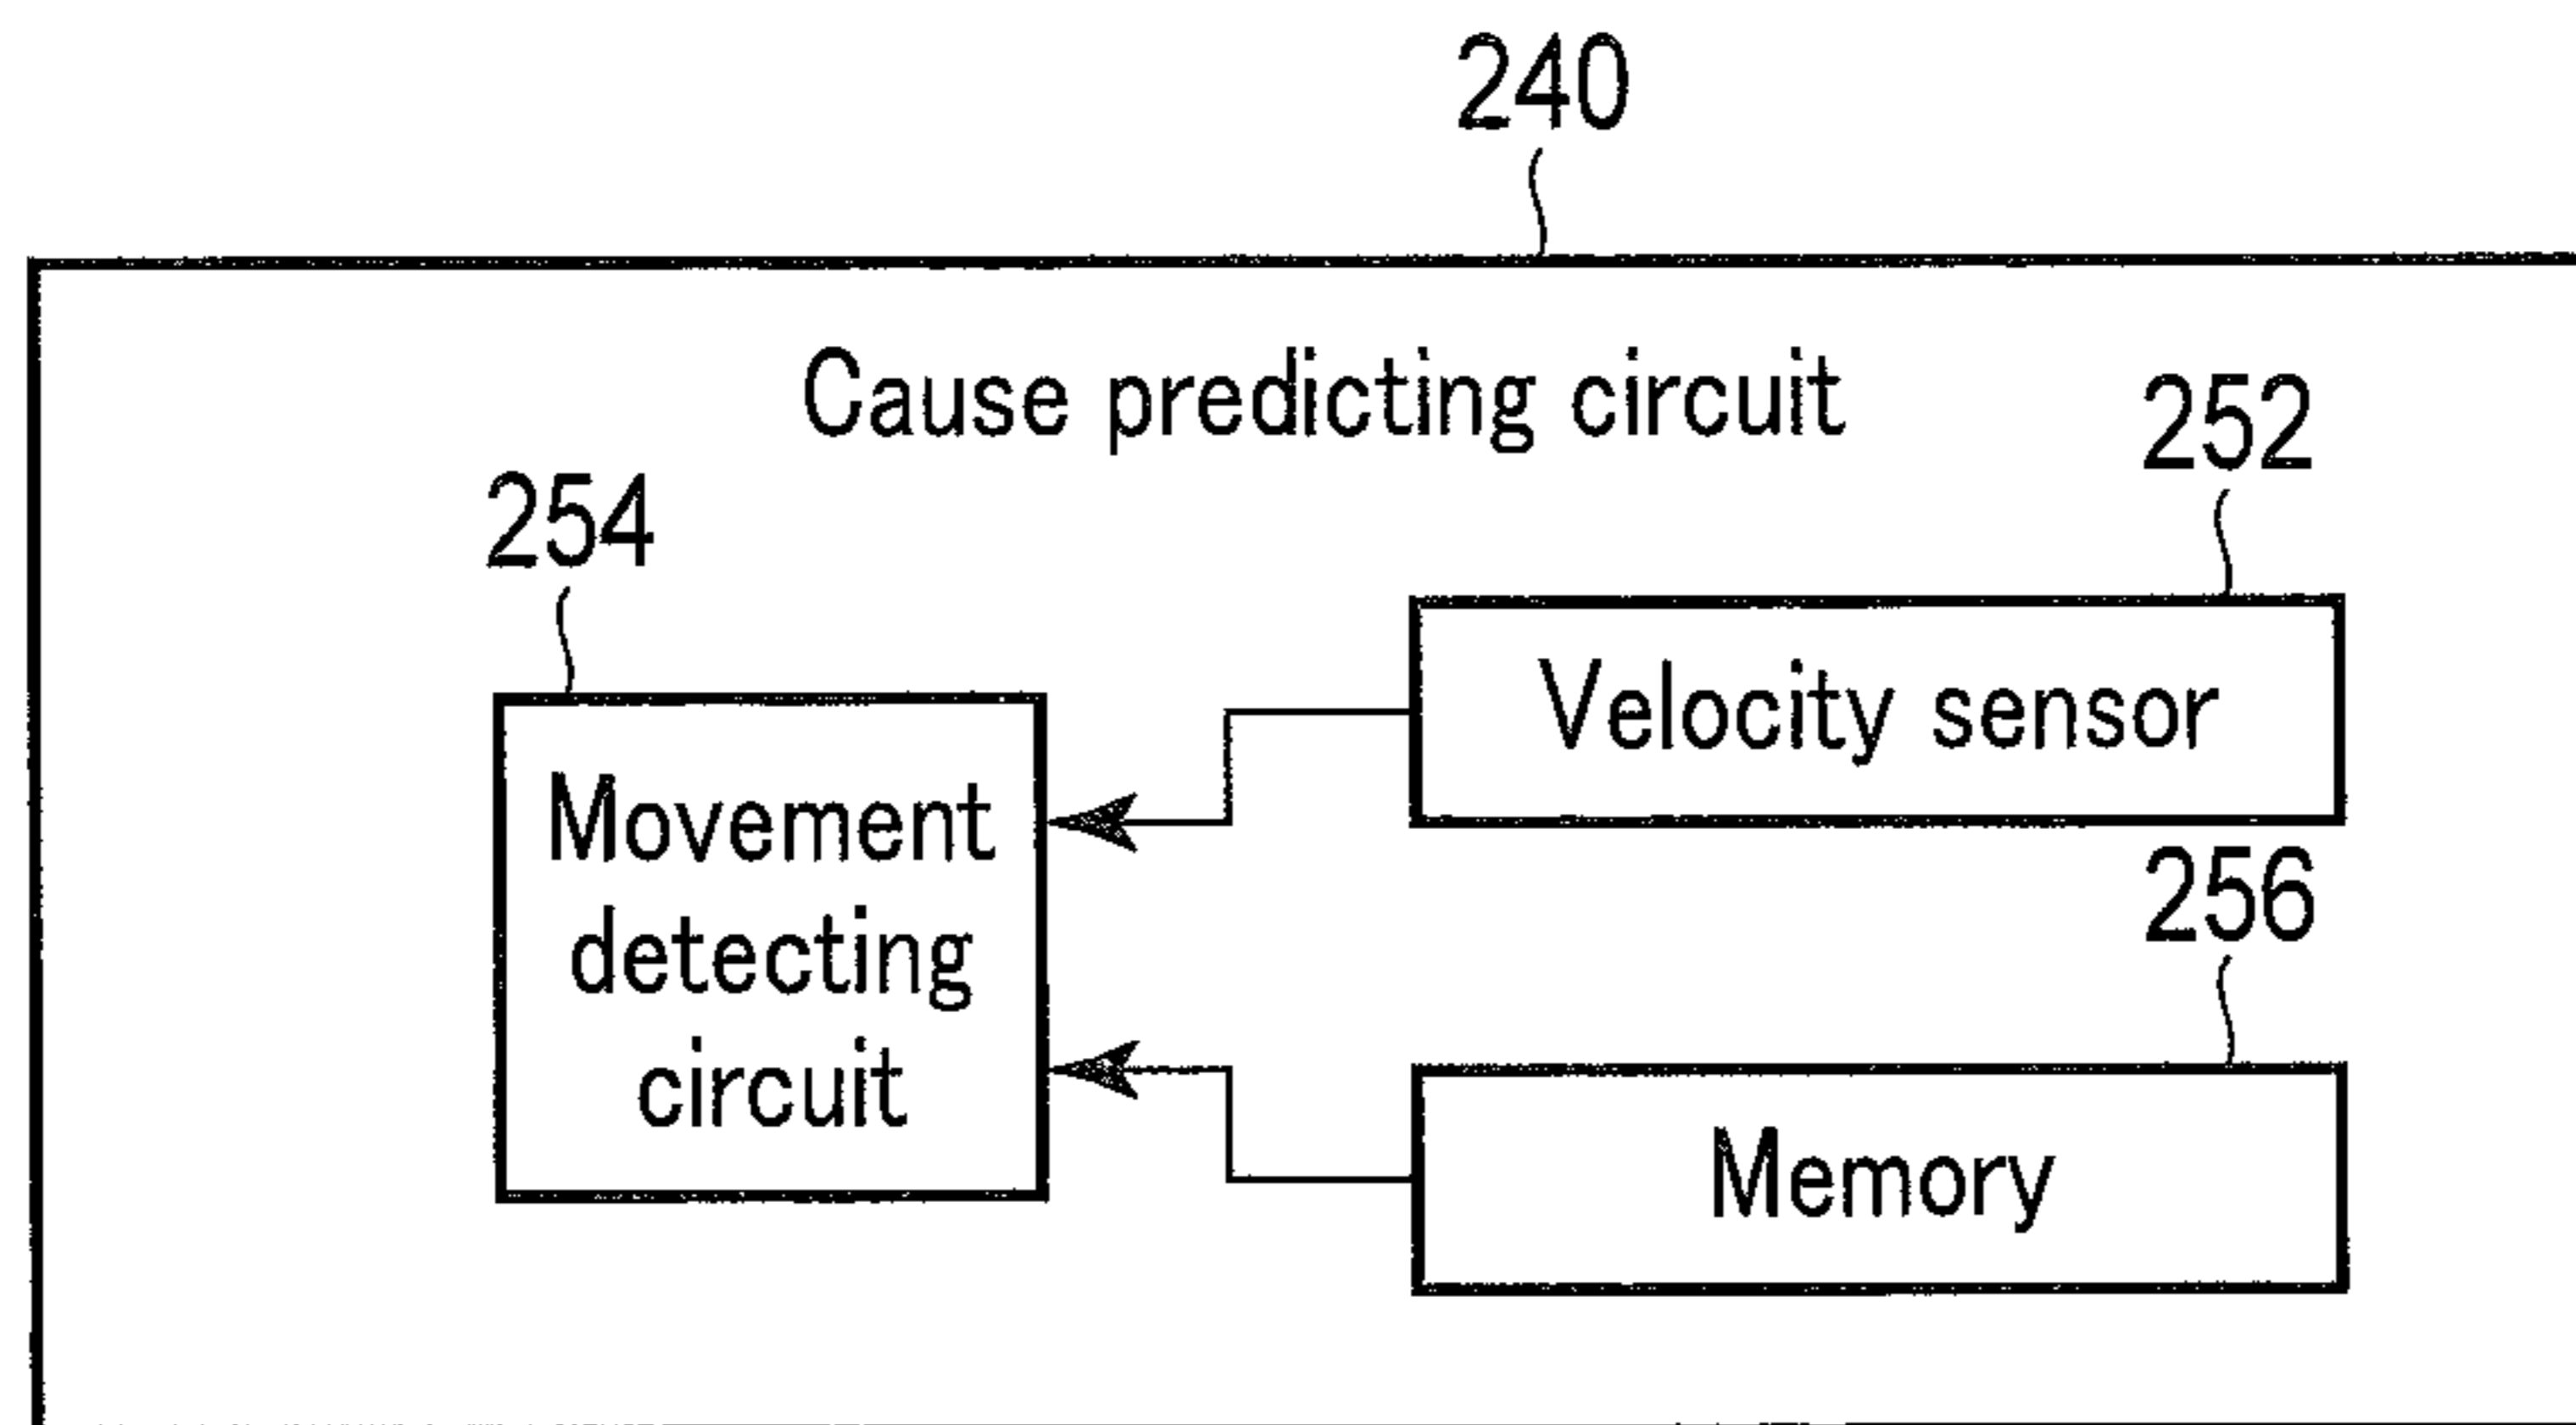 240
Cause predicting circuit
252
254
Velocity sensor
Movement
detecting
circuit
256
Memory